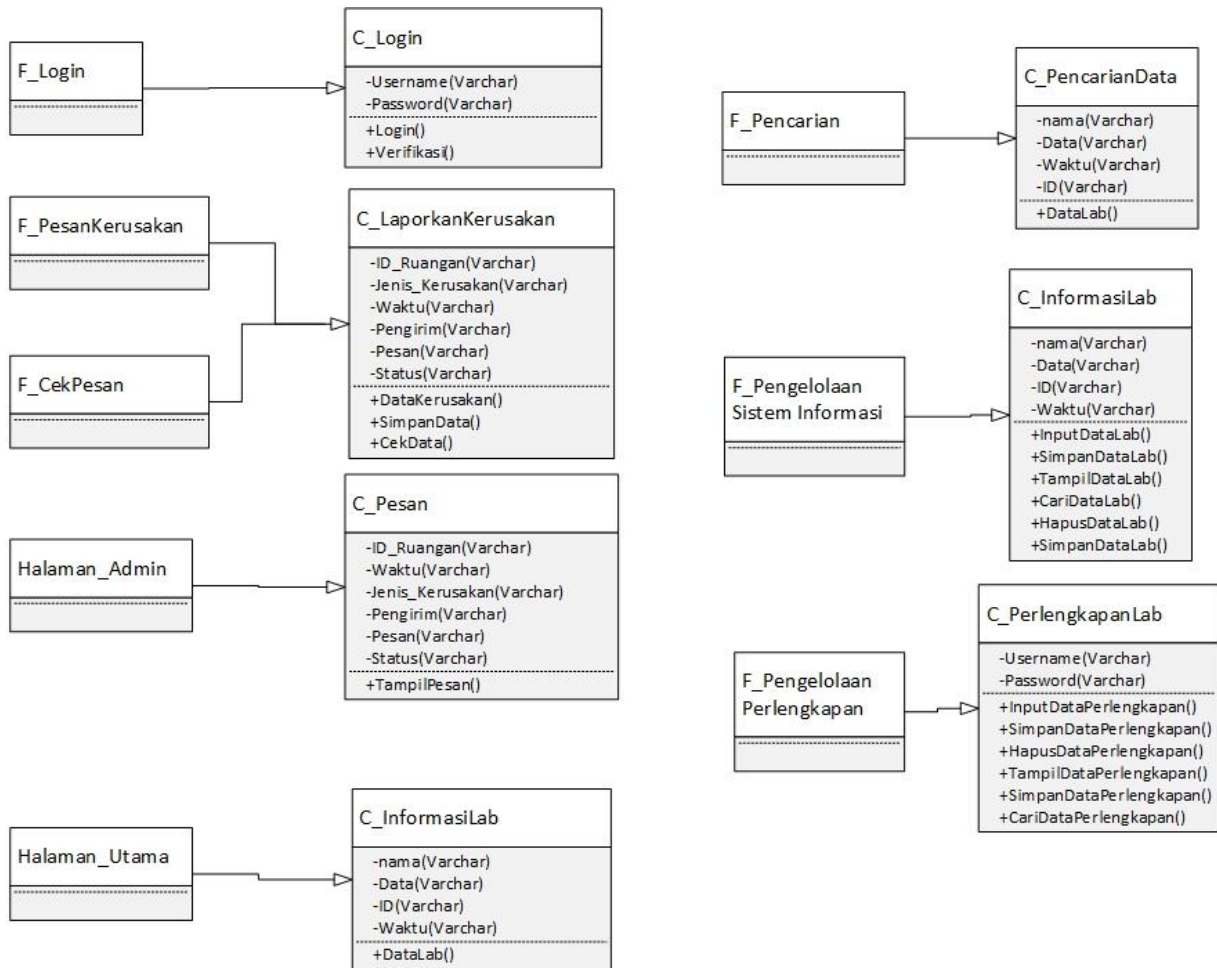 F_Login
C_Login
-Username(Varchar)
-Password(Varchar)
+Login()
+Verifikasi()
F_PesanKerusakan
F_CekPesan
C_LaporkanKerusakan
-ID_Ruangan(Varchar)
-Jenis_Kerusakan(Varchar)
-Waktu(Varchar)
-Pengirim(Varchar)
-Pesan(Varchar)
-Status(Varchar)
+DataKerusakan()
+SimpanData()
+CekData()
Halaman_Admin
C_Pesan
-ID_Ruangan(Varchar)
-Waktu(Varchar)
-Jenis_Kerusakan(Varchar)
-Pengirim(Varchar)
-Pesan(Varchar)
-Status(Varchar)
+TampilPesan()
Halaman_Utama
C_InformasiLab
-nama(Varchar)
-Data(Varchar)
-ID(Varchar)
-Waktu(Varchar)
+DataLab()
F_Pencarian
C_PencarianData
-nama(Varchar)
-Data(Varchar)
-Waktu(Varchar)
-ID(Varchar)
+DataLab()
F_Pengelolaan
Sistem Informasi
C_InformasiLab
-nama(Varchar)
-Data(Varchar)
-ID(Varchar)
-Waktu(Varchar)
+InputDataLab()
+SimpanDataLab()
+TampilDataLab()
+CariDataLab()
+HapusDataLab()
+SimpanDataLab()
F_Pengelolaan
Perlengkapan
C_PerlengkapanLab
-Username(Varchar)
-Password(Varchar)
+InputDataPerlengkapan()
+SimpanDataPerlengkapan()
+HapusDataPerlengkapan()
+TampilDataPerlengkapan()
+SimpanDataPerlengkapan()
+CariDataPerlengkapan()